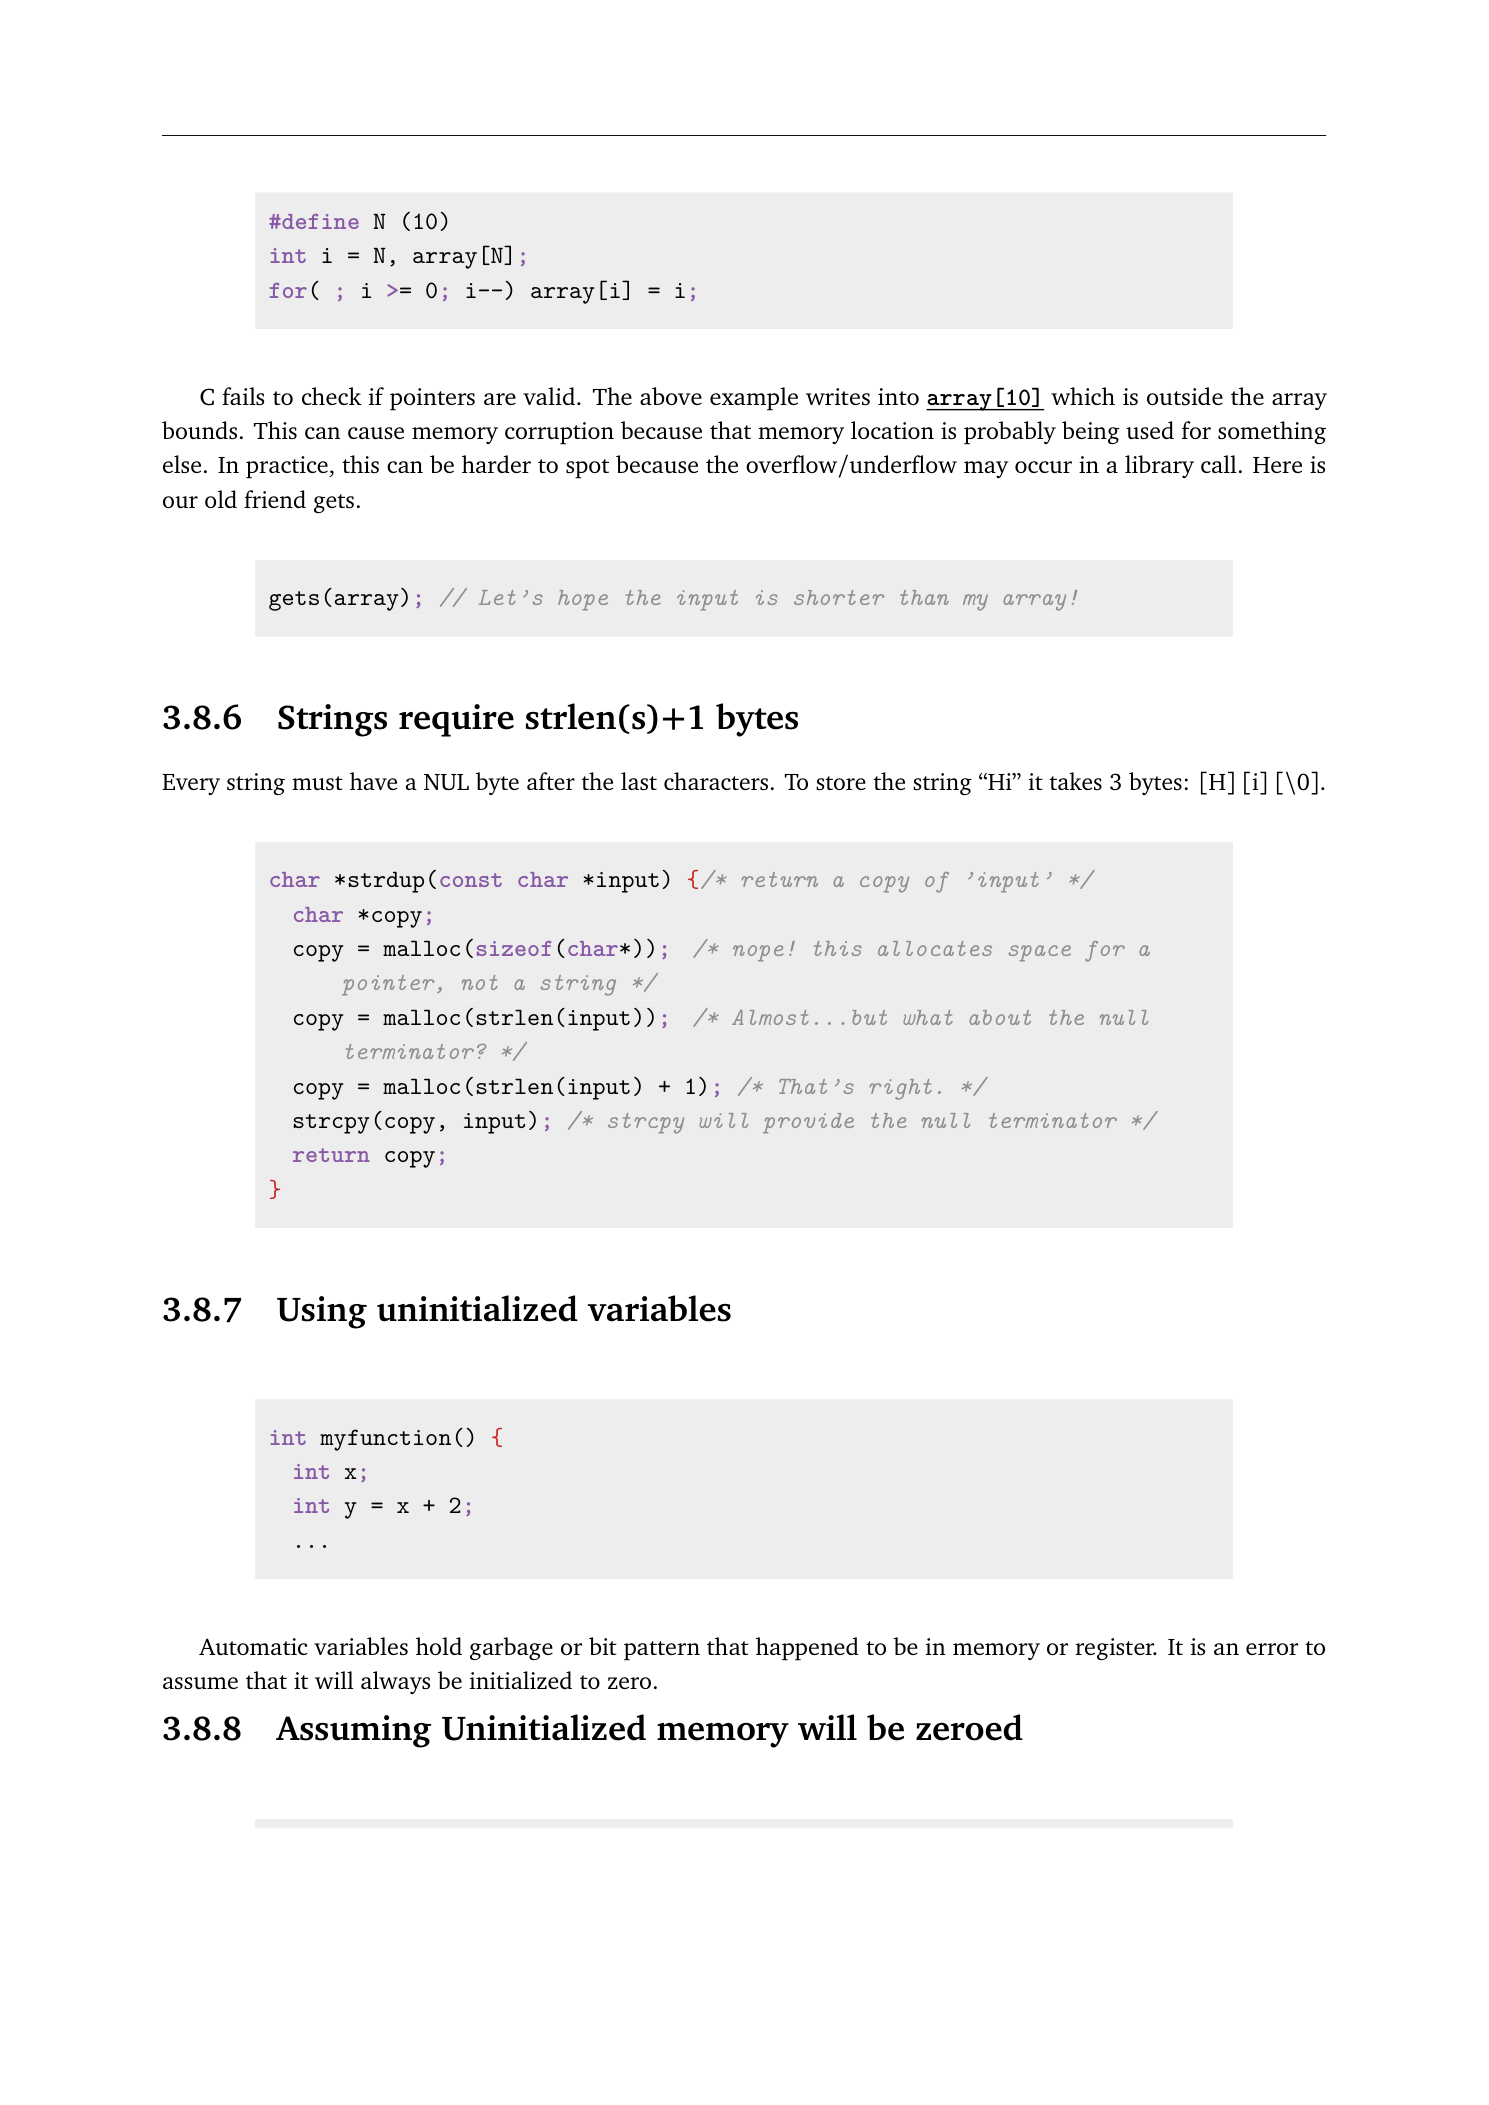 #define N (10)
int i = N, array[N];
for( ; i >= 0; i--) array[i] = i;
C fails to check if pointers are valid. The above example writes into array[10] which is outside the array
bounds. This can cause memory corruption because that memory location is probably being used for something
else. In practice, this can be harder to spot because the overflow/underflow may occur in a library call. Here is
our old friend gets.
gets(array); // Let's hope the input is shorter than my array!
3.8.6 Strings require strlen(s)+1 bytes
Every string must have a NUL byte after the last characters. To store the string “Hi” it takes 3 bytes: [H] [i] [\0].
char *strdup(const char *input) {/* return a copy of ’input’ */
char *copy;
copy = malloc(sizeof(char*)); /* nope! this allocates space for a
pointer, not a string */
copy = malloc(strlen(input)); /* Almost...but what about the null
terminator? */
copy = malloc(strlen(input) + 1); /* That's right. */
strcpy(copy, input); /* strcpy will provide the null terminator */
return copy;
}
3.8.7 Using uninitialized variables
int myfunction() {
int x;
int y = x + 2;
...
Automatic variables hold garbage or bit pattern that happened to be in memory or register. It is an error to
assume that it will always be initialized to zero.
3.8.8 Assuming Uninitialized memory will be zeroed